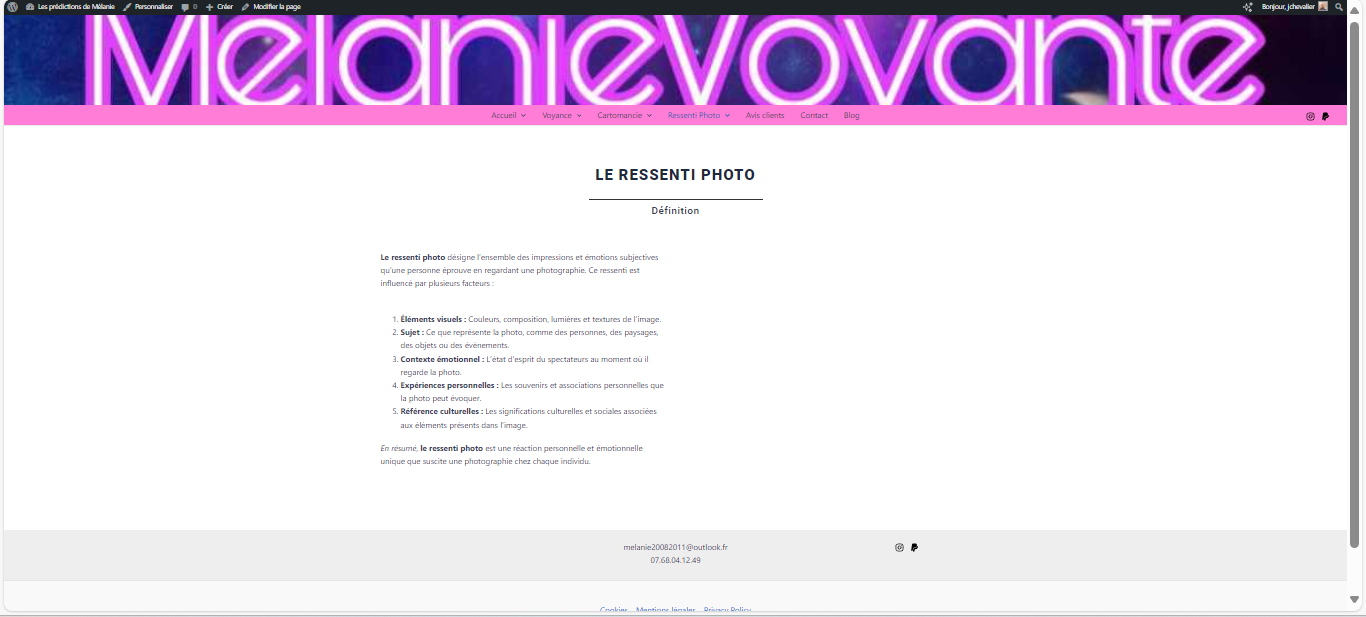 Les prédictions de Mélanie Personnaliser 0 Créer Modifier la page Bonjour, jchevalier
MelanieVoyante
Accueil Voyance Cartomancie Ressenti Photo Avis clients Contact Blog
LE RESSENTI PHOTO
Définition
Le ressenti photo désigne l'ensemble des impressions et émotions subjectives
qu'une personne éprouve en regardant une photographie. Ce ressenti est
influencé par plusieurs facteurs :
1. Éléments visuels : Couleurs, composition, lumières et textures de l'image.
2. Sujet : Ce que représente la photo, comme des personnes, des paysages,
des objets ou des événements.
3. Contexte émotionnel : L'état d'esprit du spectateurs au moment où il
regarde la photo.
4. Expériences personnelles : Les souvenirs et associations personnelles que
la photo peut évoquer.
5. Référence culturelles : Les significations culturelles et sociales associées
aux éléments présents dans l'image.
En résumé, le ressenti photo est une réaction personnelle et émotionnelle
unique que suscite une photographie chez chaque individu.
melanie20082011@outlook.fr
07.68.04.12.49
Cookies Mentions légales Privacy Policy